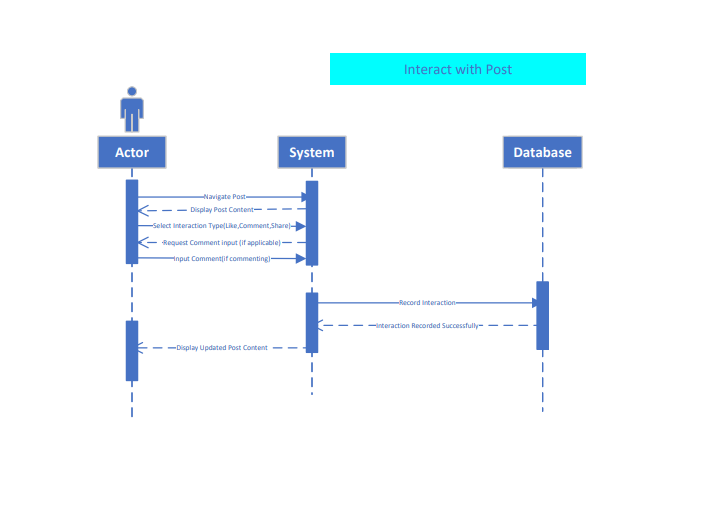 Interact with Post
Actor
System
Database
Navigate Post
Display Post Content
Select Interaction Type(Like,Comment,Share)
Request Comment input (if applicable)
Input Comment(if commenting)
Record Interaction
Interaction Recorded Successfully
Display Updated Post Content